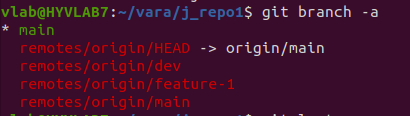 vlab@HYVLAB7:~/vara/j_repo1$ git branch -a
* main
remotes/origin/HEAD -> origin/main
remotes/origin/dev
remotes/origin/feature-1
remotes/origin/main